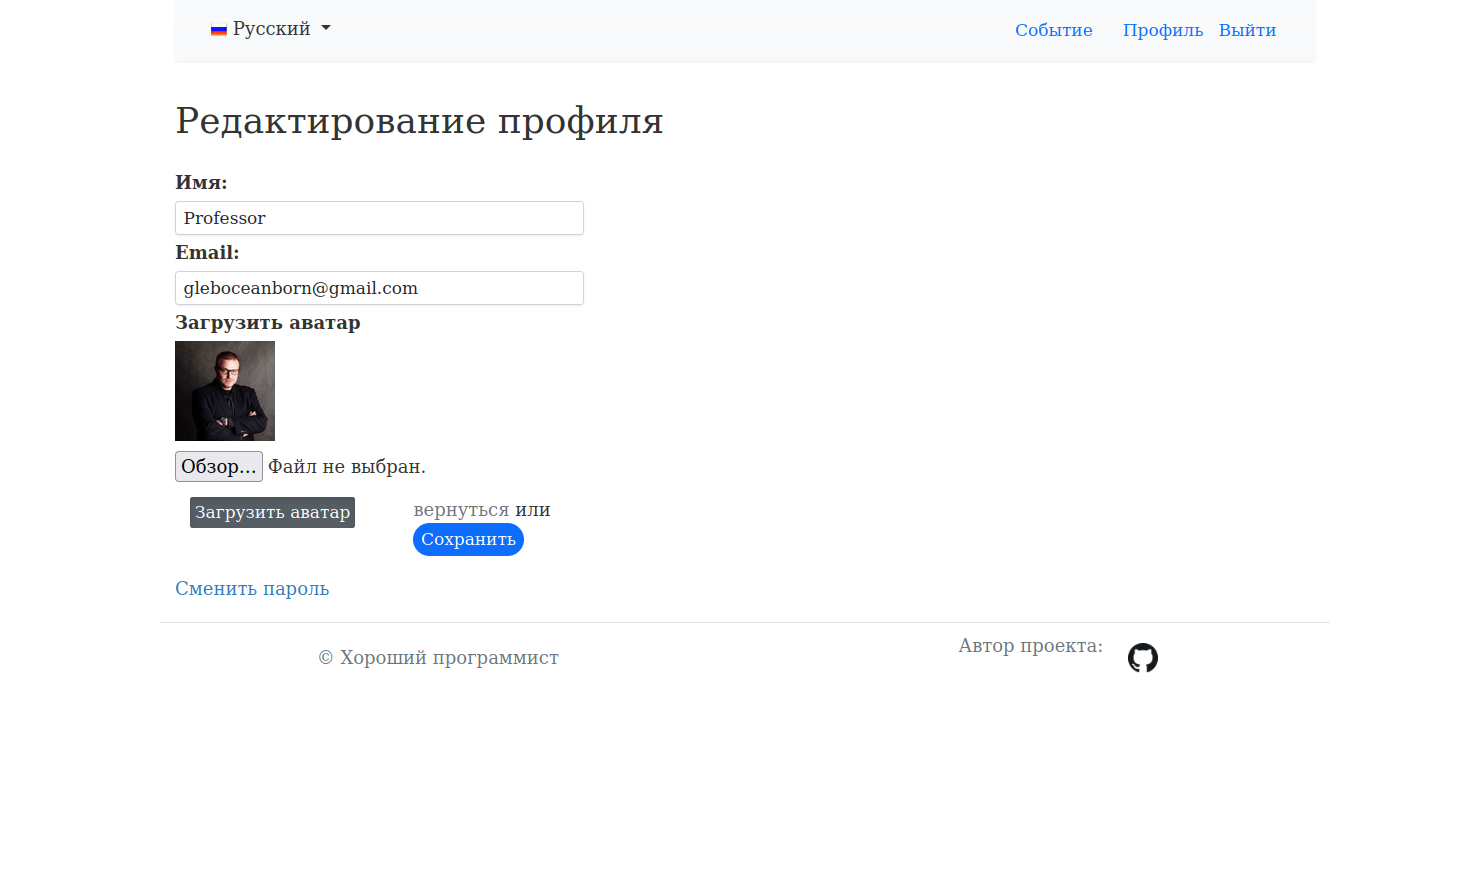 Русский
Событие Профиль Выйти
Редактирование профиля
Имя:
Professor
Email:
gleboceanborn@gmail.com
Загрузить аватар
Обзор... Файл не выбран.
Загрузить аватар
вернуться или
Сохранить
Сменить пароль
© Хороший программист
Автор проекта: